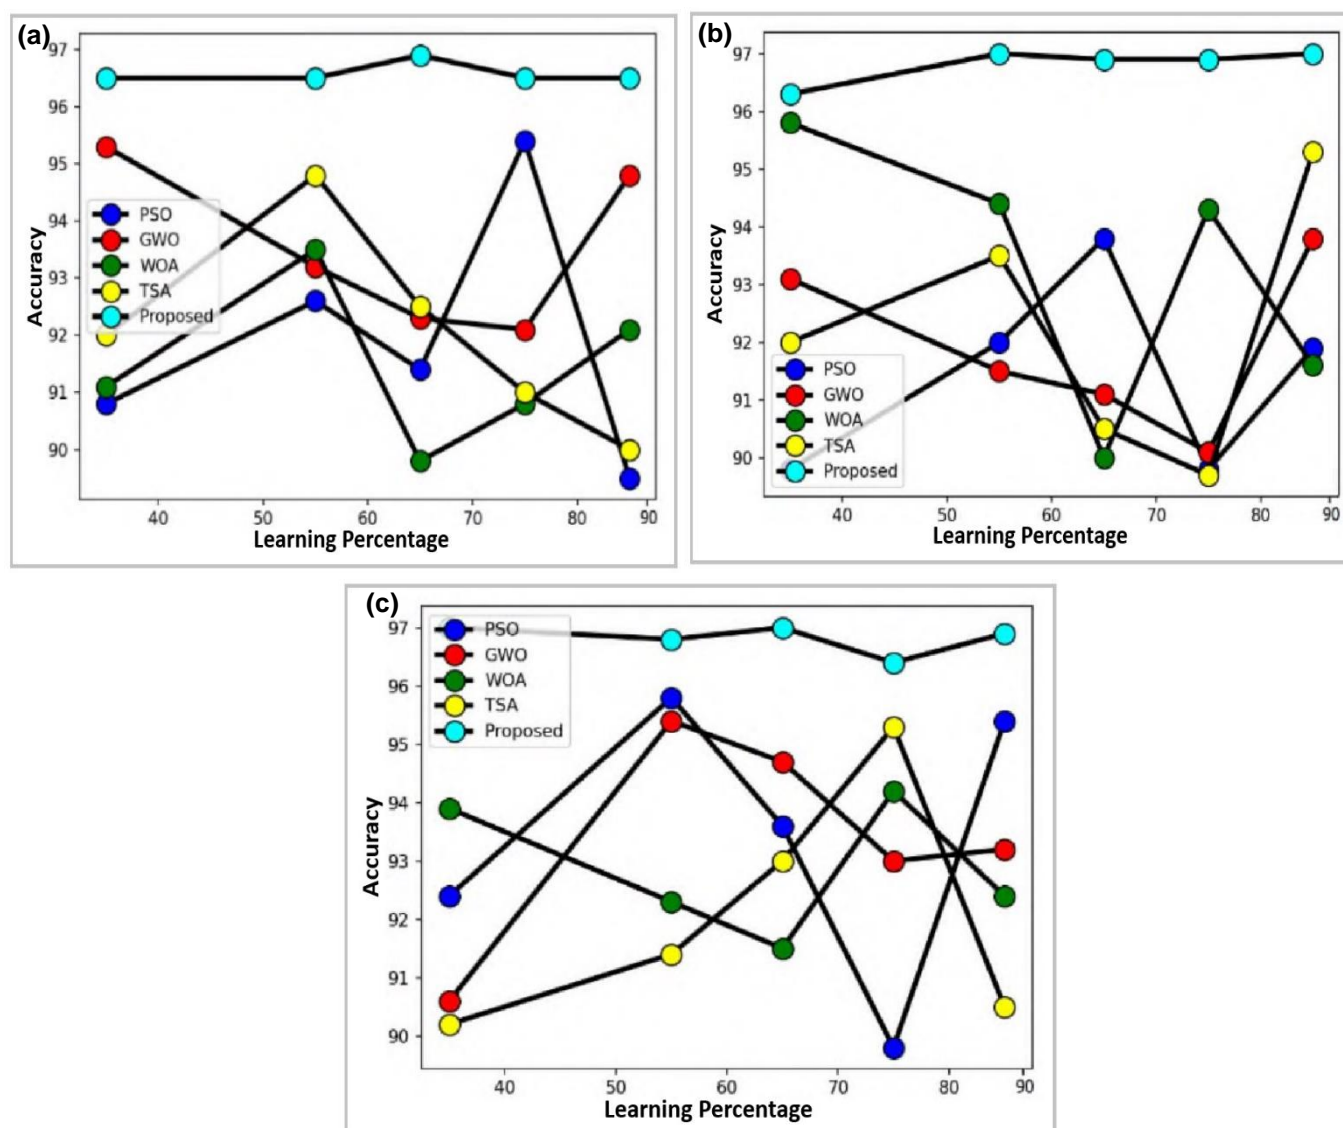 (a)
97
96
95
94
93
92
91
90
Accuracy
PSO
GWO
WOA
TSA
Proposed
40 50 60 70 80 90
Learning Percentage
(b)
97
96
95
94
93
92
91
90
Accuracy
PSO
GWO
WOA
TSA
Proposed
40 50 60 70 80 90
Learning Percentage
(c)
97
96
95
94
93
92
91
90
Accuracy
PSO
GWO
WOA
TSA
Proposed
40 50 60 70 80 90
Learning Percentage